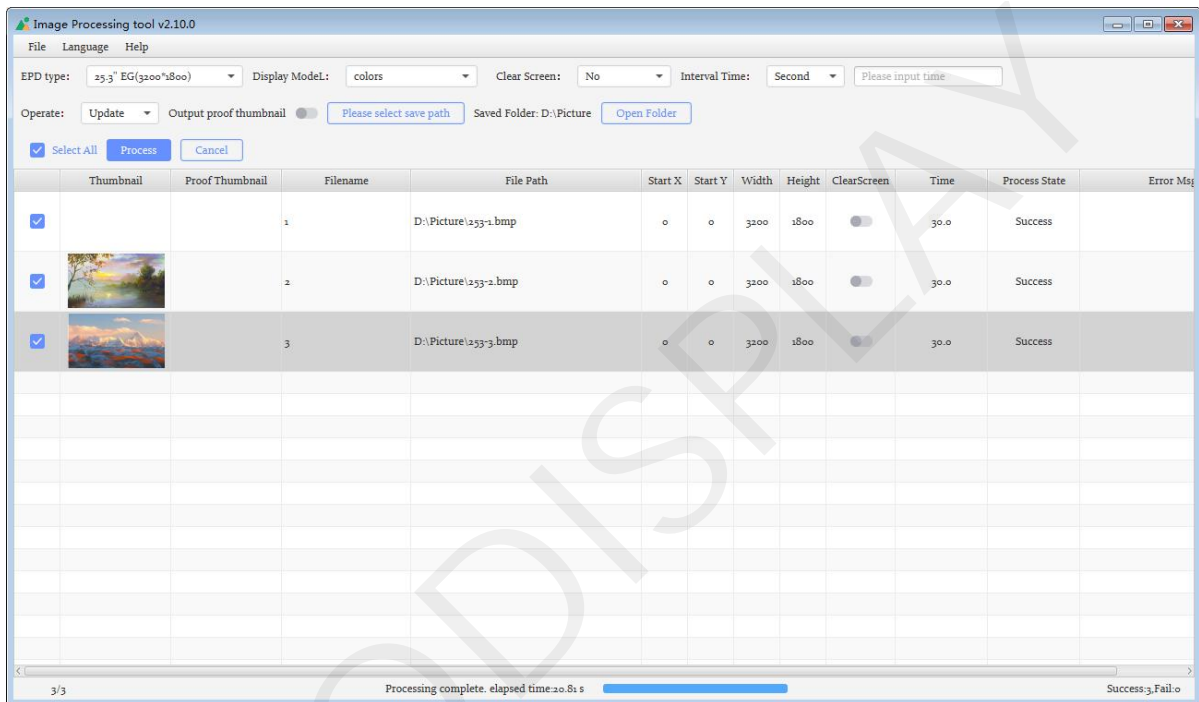 Image Processing tool v2.10.0
File Language Help
EPD type: 25.3" EG(3200*1800) Display ModeL: colors Clear Screen: No Interval Time: Second Please input time
Operate: Update Output proof thumbnail Please select save path Saved Folder: D:\Picture Open Folder
Select All Process Cancel
Thumbnail Proof Thumbnail Filename File Path Start X Start Y Width Height ClearScreen Time Process State Error Msg
1 D:\Picture\253-1.bmp 0 0 3200 1800 30.0 Success
2 D:\Picture\253-2.bmp 0 0 3200 1800 30.0 Success
3 D:\Picture\253-3.bmp 0 0 3200 1800 30.0 Success
3/3 Processing complete. elapsed time:20.81 s Success:3,Fail:0
ODISPLAY